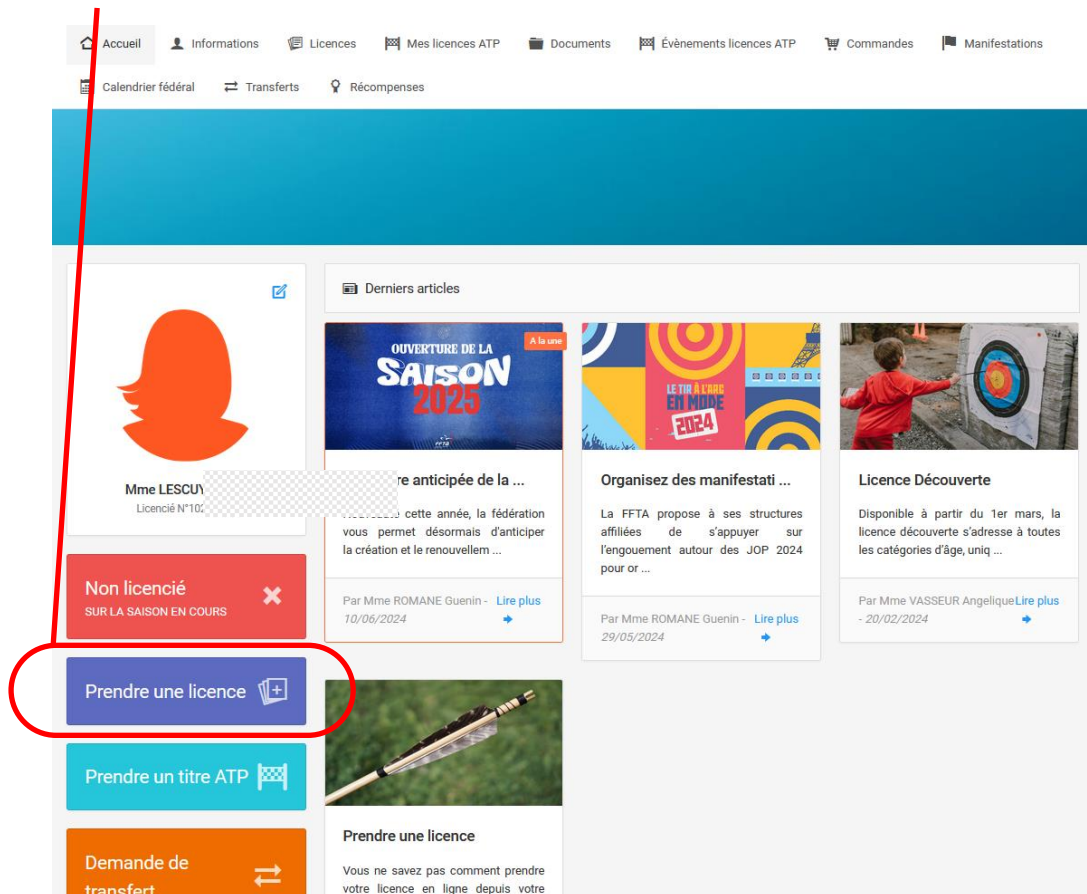 Accueil
Informations
Licences
Mes licences ATP
Documents
Évènements licences ATP
Commandes
Manifestations
Calendrier fédéral
Transferts
Récompenses
Mme LESCUY
Licencié N°102
Non licencié
SUR LA SAISON EN COURS
Prendre une licence
Prendre un titre ATP
Demande de
transfert
Derniers articles
OUVERTURE DE LA
SAISON
2025
FFTA
A la une
re anticipée de la ...
cette année, la fédération
vous permet désormais d'anticiper
la création et le renouvellem ...
Par Mme ROMANE Guenin - Lire plus
10/06/2024
LE TIR À L'ARC
EN MODE
2024
Organisez des manifestati ...
La FFTA propose à ses structures
affiliées de s'appuyer sur
l'engouement autour des JOP 2024
pour or ...
Par Mme ROMANE Guenin - Lire plus
29/05/2024
Licence Découverte
Disponible à partir du 1er mars, la
licence découverte s'adresse à toutes
les catégories d'âge, uniq ...
Par Mme VASSEUR Angelique Lire plus
- 20/02/2024
Prendre une licence
Vous ne savez pas comment prendre
votre licence en ligne depuis votre